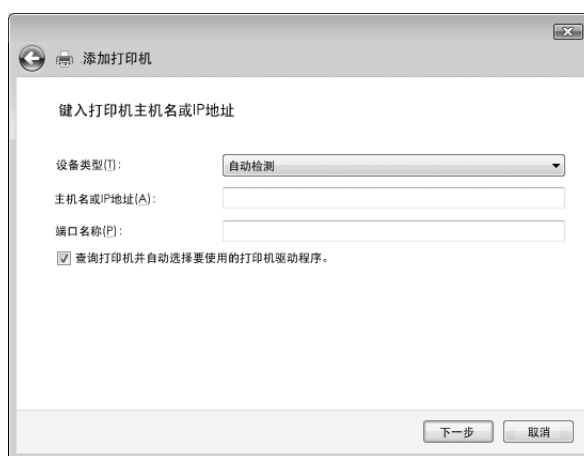 添加打印机
键入打印机主机名或IP地址
设备类型(T)： 自动检测
主机名或IP地址(A)：
端口名称(P)：
查询打印机并自动选择要使用的打印机驱动程序。
下一步 取消